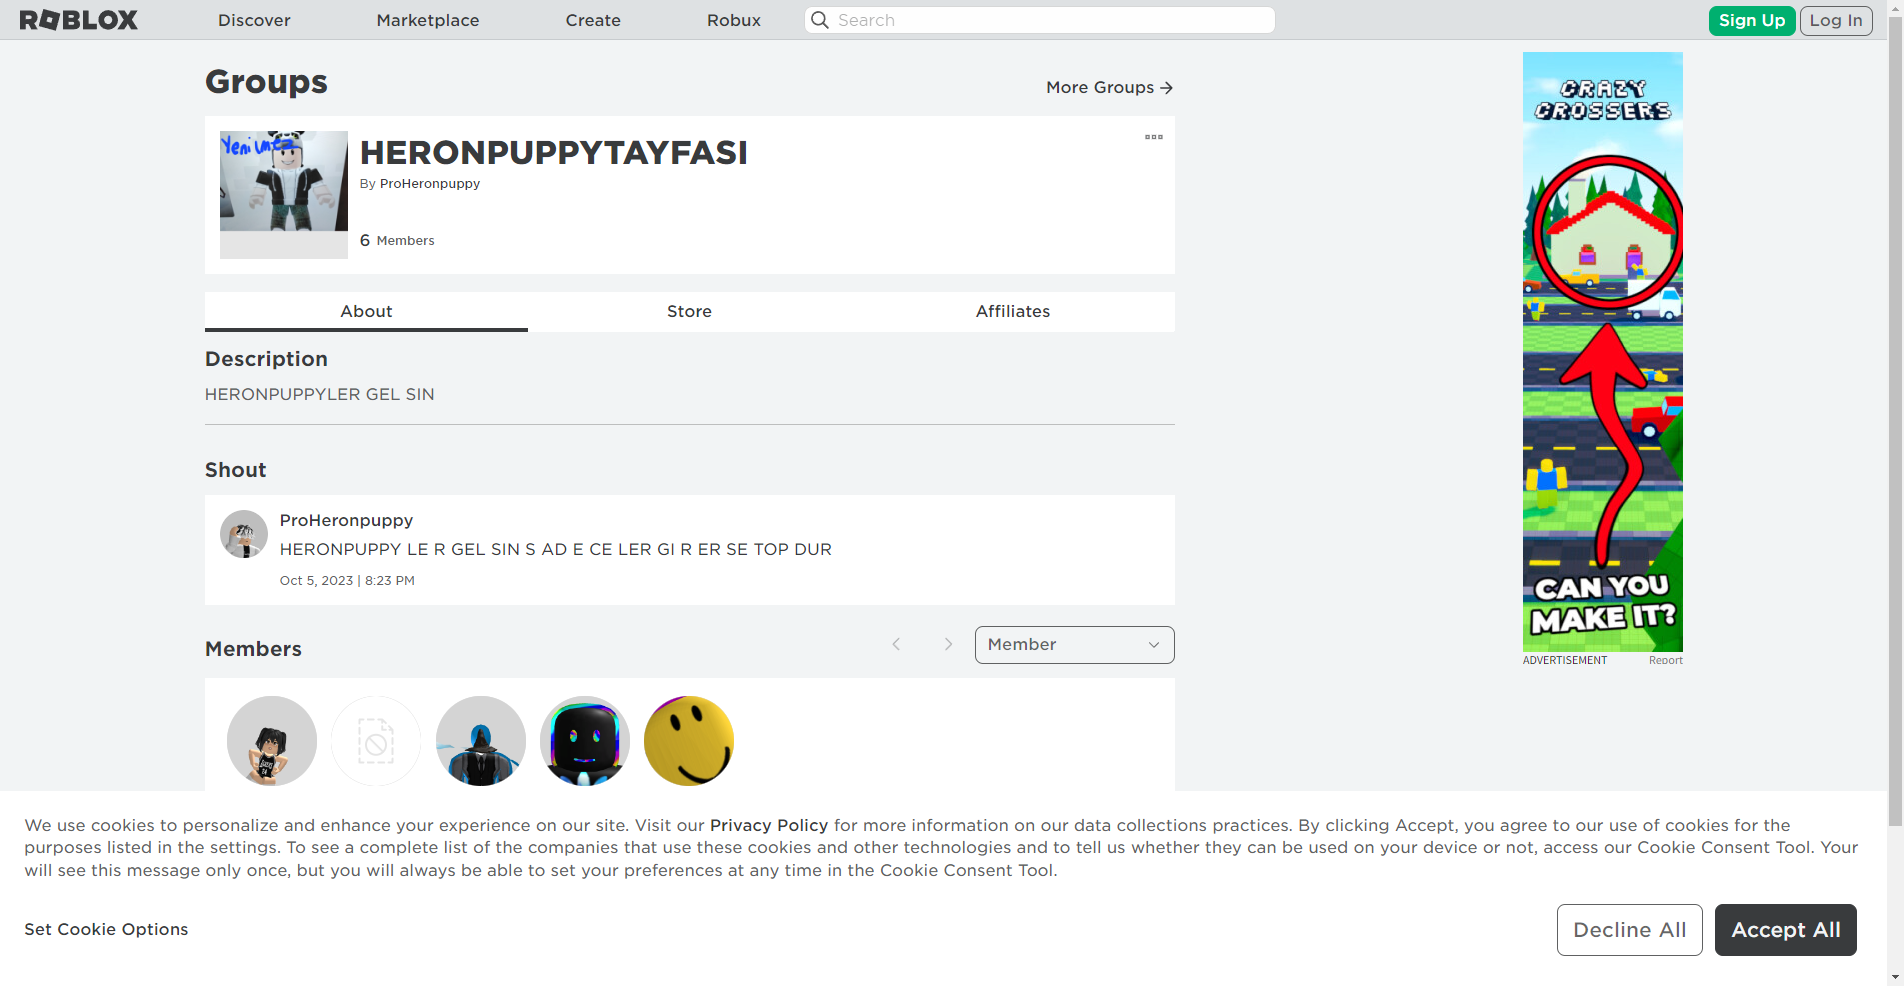 ROBLOX
Discover
Marketplace
Create
Robux
Search
Sign Up
Log In
Groups
More Groups
Yeni
HERONPUPPYTAYFASI
By ProHeronpuppy
6 Members
About
Store
Affiliates
Description
HERONPUPPYLER GEL SIN
Shout
ProHeronpuppy
HERONPUPPY LE R GEL SIN S AD E CE LER GI R ER SE TOP DUR
Oct 5, 2023 | 8:23 PM
Members
Member
CRAZY
CROSSERS
CAN YOU
MAKE IT?
ADVERTISEMENT
Report
We use cookies to personalize and enhance your experience on our site. Visit our Privacy Policy for more information on our data collections practices. By clicking Accept, you agree to our use of cookies for the
purposes listed in the settings. To see a complete list of the companies that use these cookies and other technologies and to tell us whether they can be used on your device or not, access our Cookie Consent Tool. Your
will see this message only once, but you will always be able to set your preferences at any time in the Cookie Consent Tool.
Set Cookie Options
Decline All
Accept All